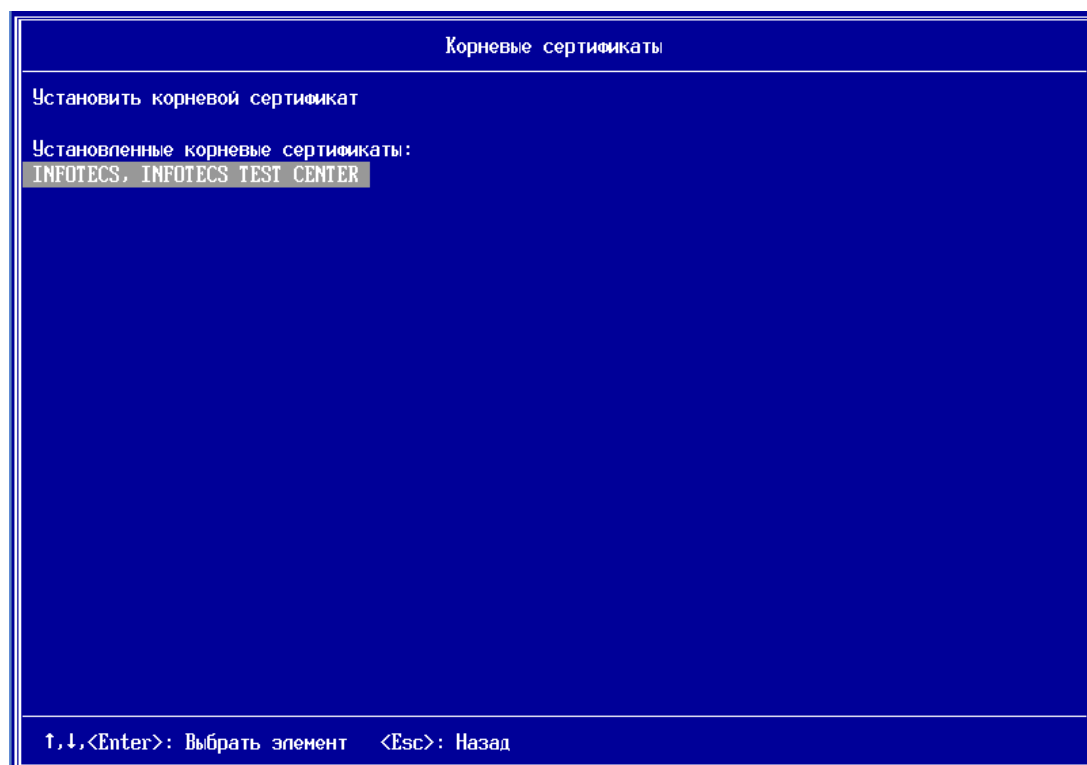 Корневые сертификаты
Установить корневой сертификат
Установленные корневые сертификаты:
INFOTECS, INFOTECS TEST CENTER
↑,↓,<Enter>: Выбрать элемент <Esc>: Назад